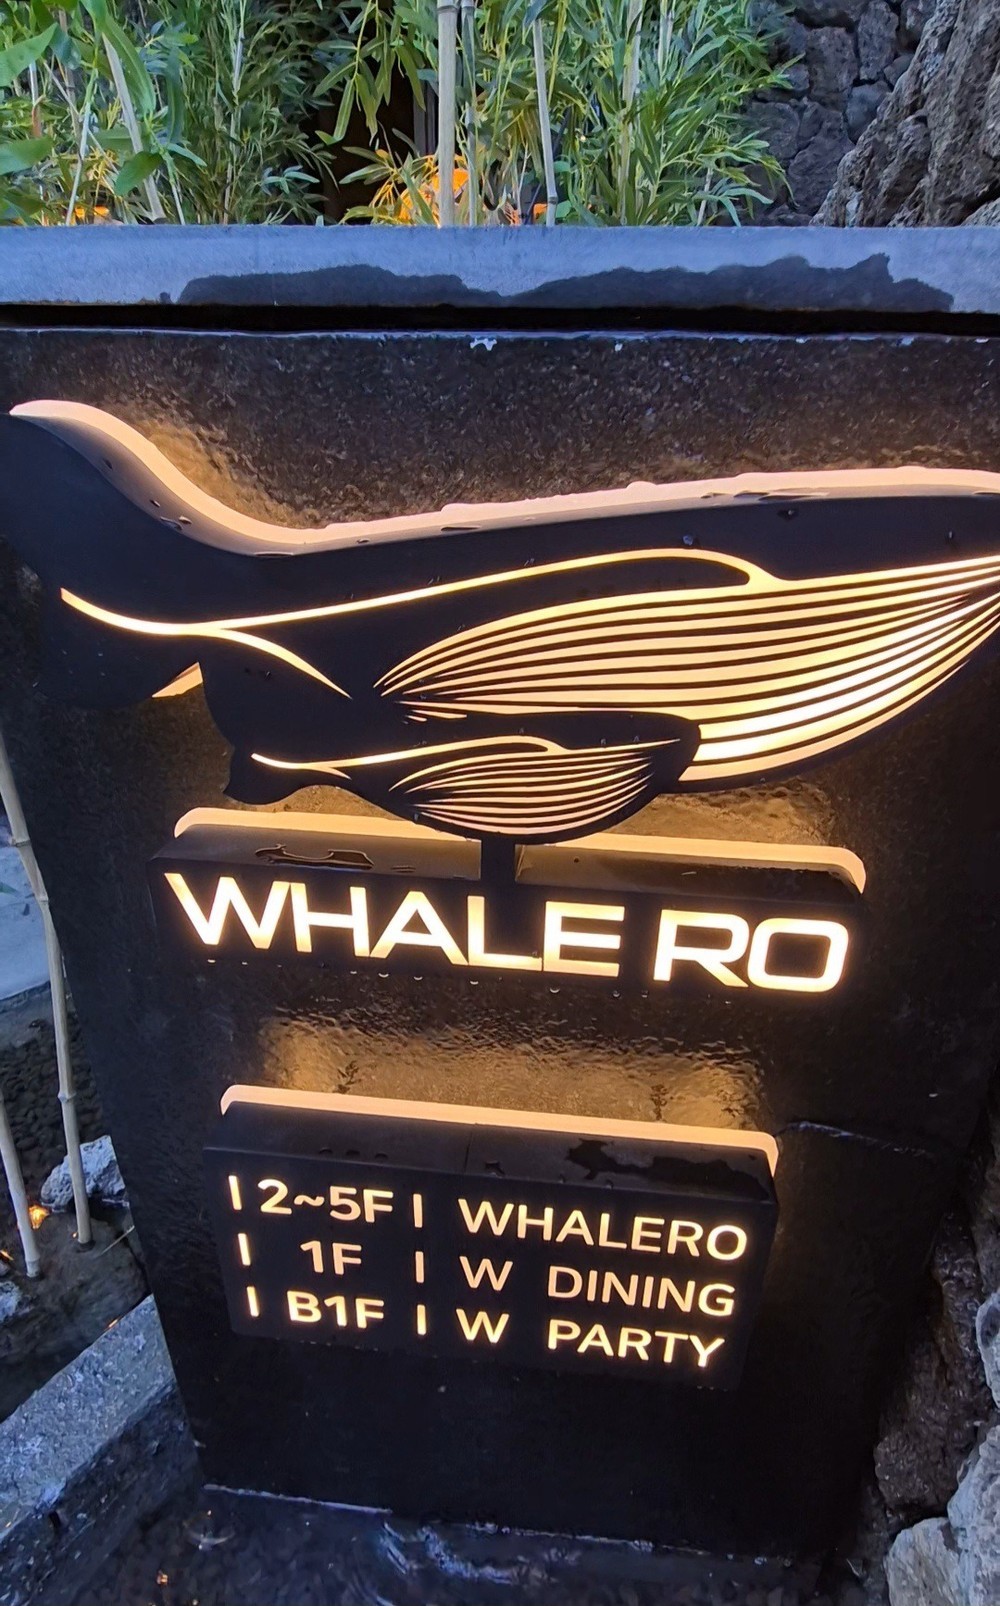 WHALE RO
| 2~5F | WHALERO
| 1F | W DINING
| B1F | W PARTY